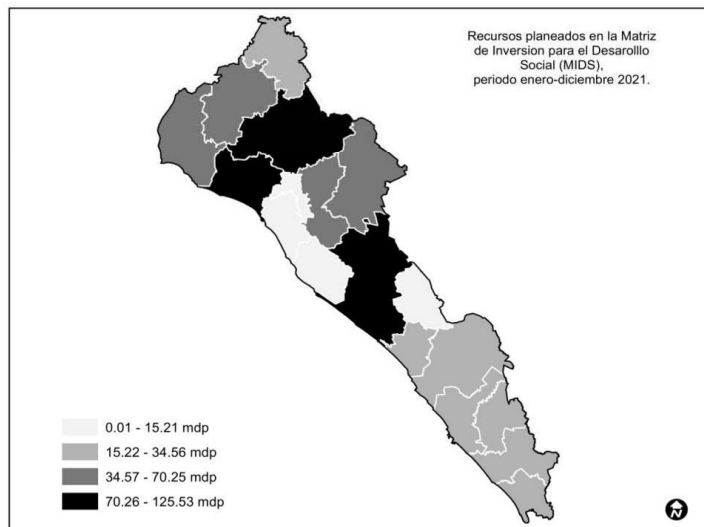 Recursos planeados en la Matriz
de Inversion para el Desarolllo
Social (MIDS),
periodo enero-diciembre 2021.
0.01 - 15.21 mdp
15.22 - 34.56 mdp
34.57 - 70.25 mdp
70.26 - 125.53 mdp
N